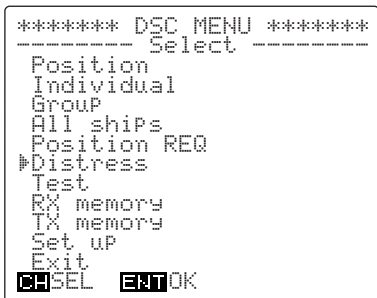 ******* DSC MENU *******
--------- Select ---------
Position
Individual
Group
All ships
Position REQ
Distress
Test
RX memory
TX memory
Set up
Exit
CH SEL ENT OK